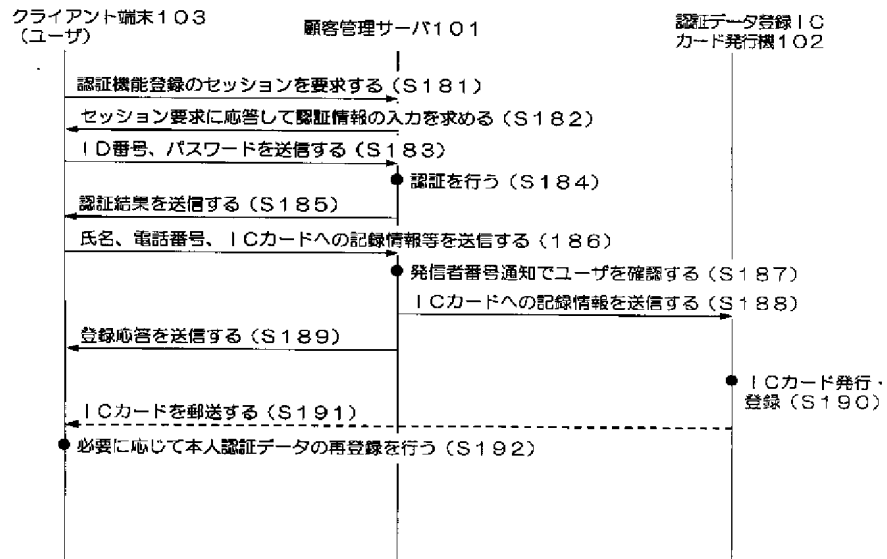 クライアント端末103
(ユーザ)
顧客管理サーバ101
認証データ登録IC
カード発行機102
認証機能登録のセッションを要求する(S181)
セッション要求に応答して認証情報の入力を求める(S182)
ID番号、パスワードを送信する(S183)
認証を行う(S184)
認証結果を送信する(S185)
氏名、電話番号、ICカードへの記録情報等を送信する(186)
発信者番号通知でユーザを確認する(S187)
ICカードへの記録情報を送信する(S188)
登録応答を送信する(S189)
ICカード発行・
登録(S190)
ICカードを郵送する(S191)
必要に応じて本人認証データの再登録を行う(S192)